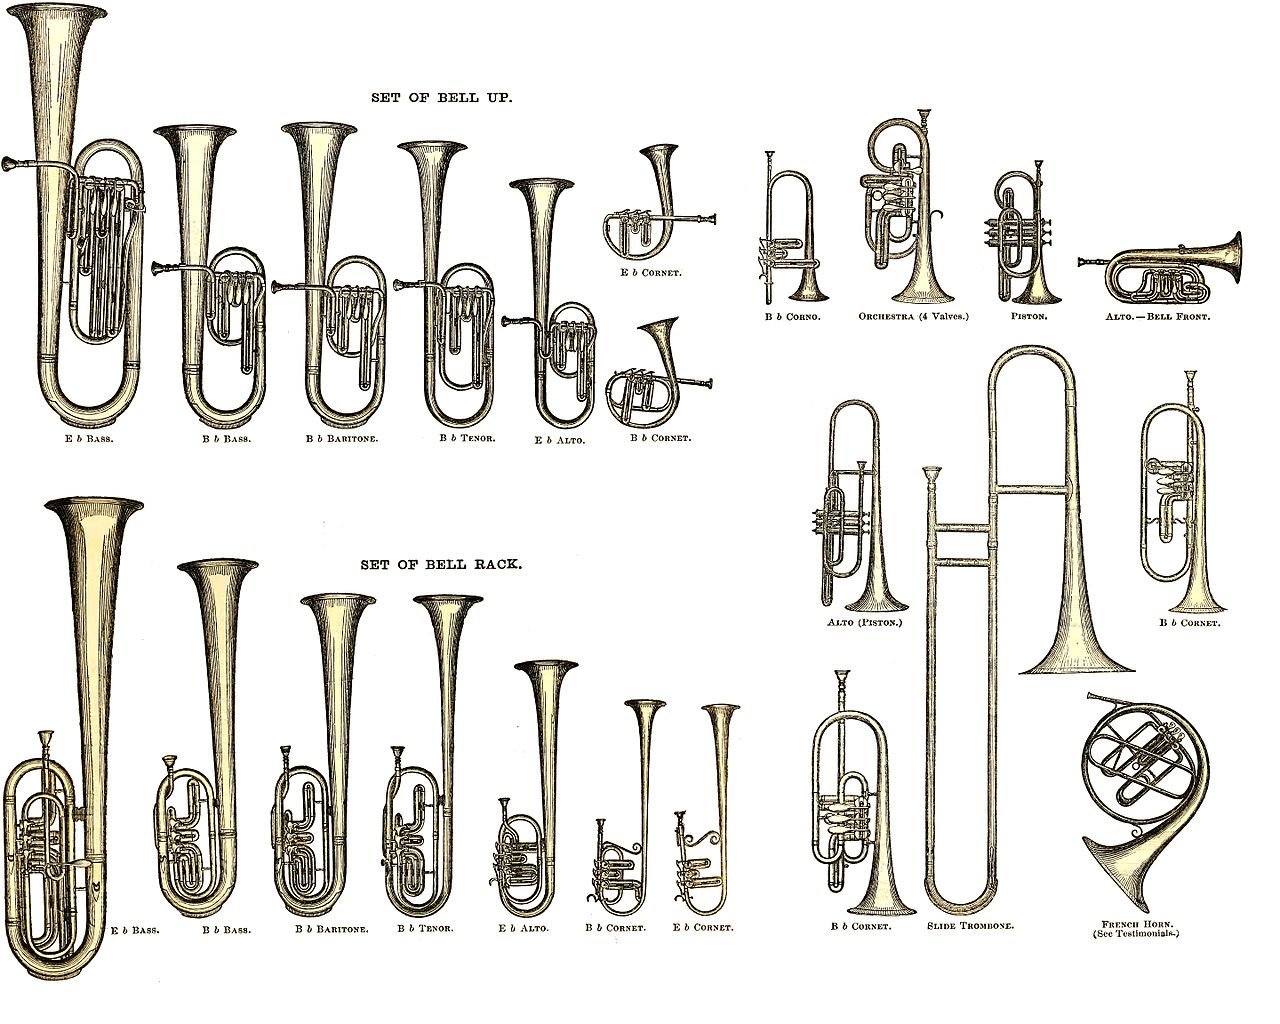 SET OF BELL UP.
E b CORNET.
E b BASS.
B b BASS.
B b BARITONE.
B b TENOR.
E b ALTO.
B b CORNET.
B b CORNO.
ORCHESTRA (4 Valves.)
PISTON.
ALTO.—BELL FRONT.
ALTO (PISTON.)
B b CORNET.
SET OF BELL RACK.
E b BASS.
B b BASS.
B b BARITONE.
B b TENOR.
E b ALTO.
B b CORNET.
E b CORNET.
B b CORNET.
SLIDE TROMBONE.
FRENCH HORN.
(See Testimonials.)